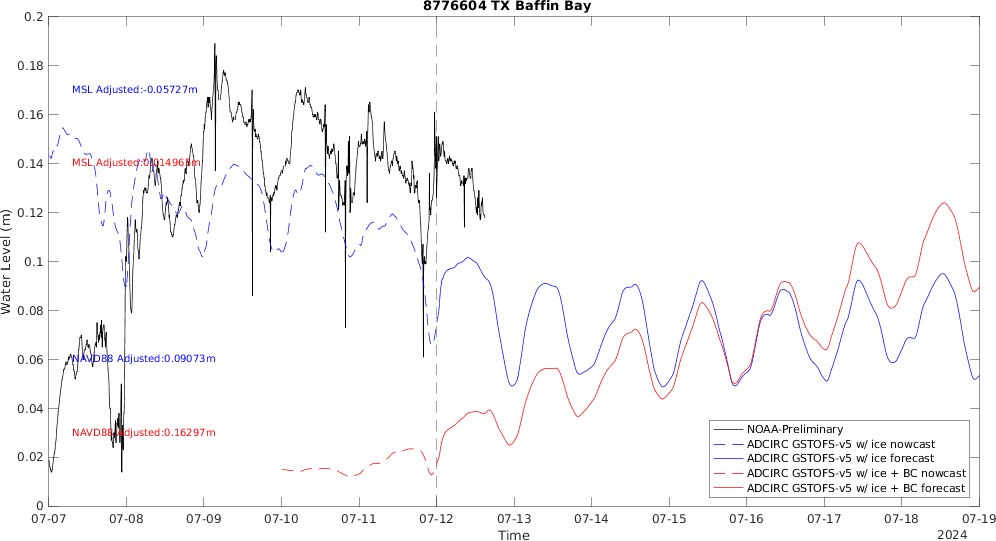 8776604 TX Baffin Bay
Water Level (m)
0.2
0.18
0.16
0.14
0.12
0.1
0.08
0.06
0.04
0.02
0
MSL Adjusted:-0.05727m
MSL Adjusted:0.014965m
NAVD88 Adjusted:0.09073m
NAVD88 Adjusted:0.16297m
NOAA-Preliminary
ADCIRC GSTOFS-v5 w/ ice nowcast
ADCIRC GSTOFS-v5 w/ ice forecast
ADCIRC GSTOFS-v5 w/ ice + BC nowcast
ADCIRC GSTOFS-v5 w/ ice + BC forecast
07-07 07-08 07-09 07-10 07-11 07-12 07-13 07-14 07-15 07-16 07-17 07-18 07-19
Time
2024